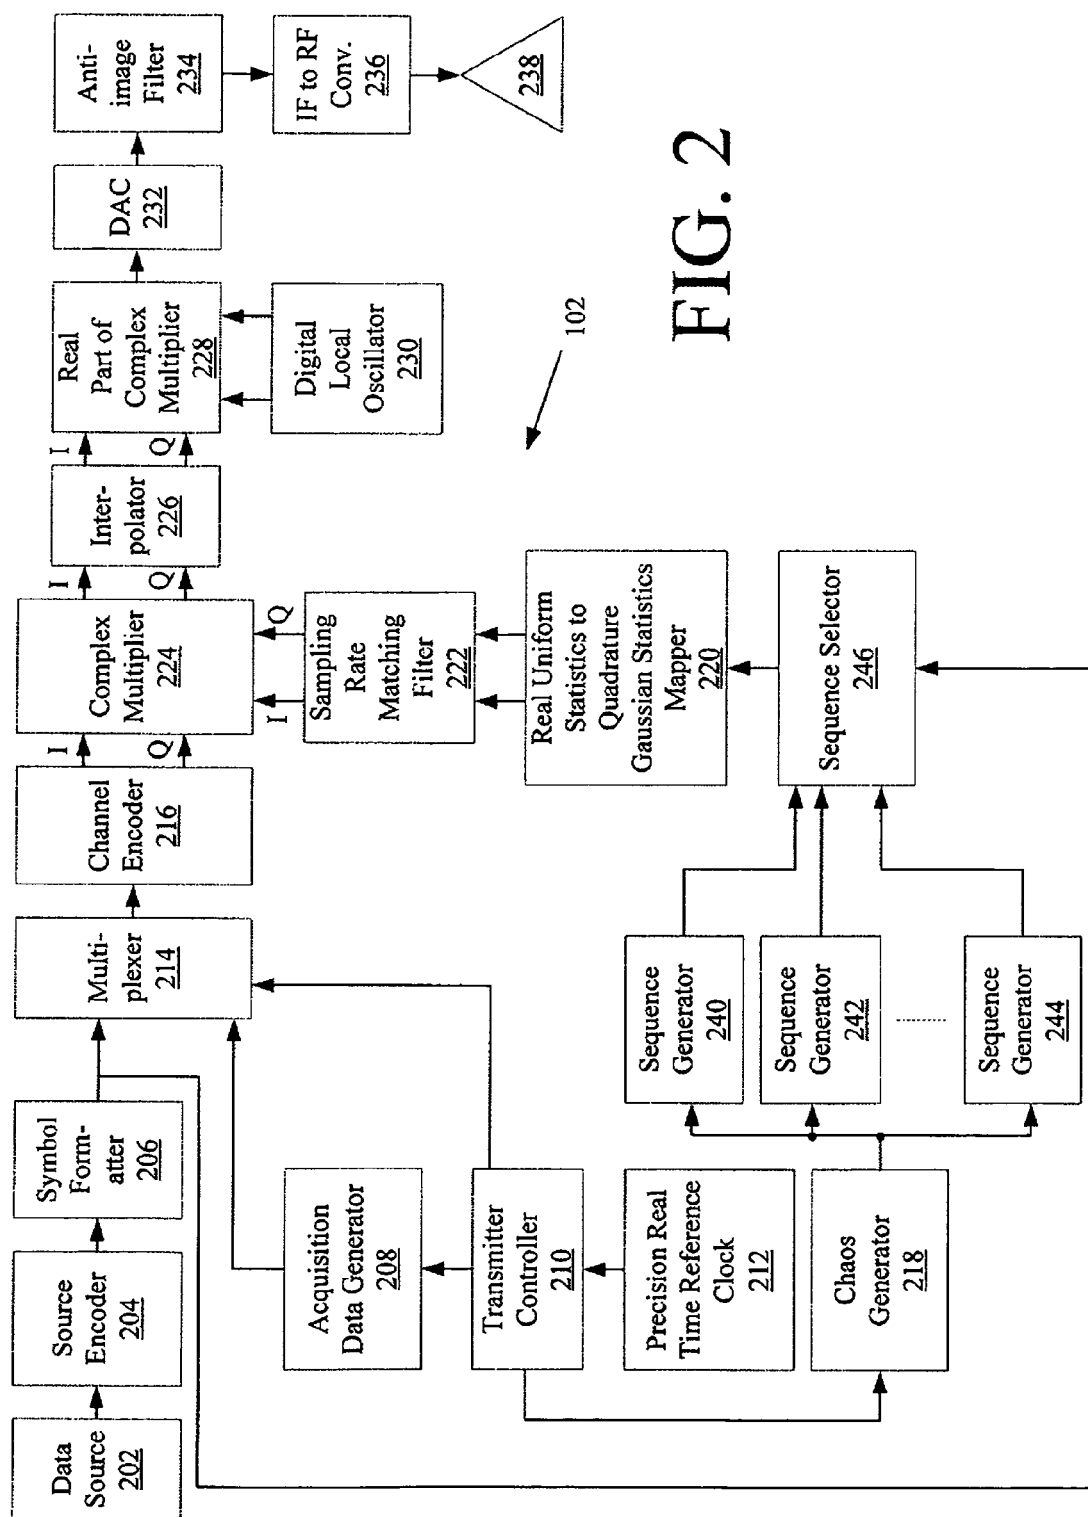 Data
Source
202
Source
Encoder
204
Symbol
Form-
atter
206
Multi-
plexer
214
Channel
Encoder
216
I
Q
Complex
Multiplier
224
I
Q
Inter-
polator
226
I
Q
Real
Part of
Complex
Multiplier
228
DAC
232
Anti-
image
Filter
234
IF to RF
Conv.
236
238
Digital
Local
Oscillator
230
I
Q
Sampling
Rate
Matching
Filter
222
Real Uniform
Statistics to
Quadrature
Gaussian Statistics
Mapper
220
Sequence Selector
246
Acquisition
Data Generator
208
Transmitter
Controller
210
Precision Real
Time Reference
Clock
212
Chaos
Generator
218
Sequence
Generator
240
Sequence
Generator
242
Sequence
Generator
244
102
FIG. 2